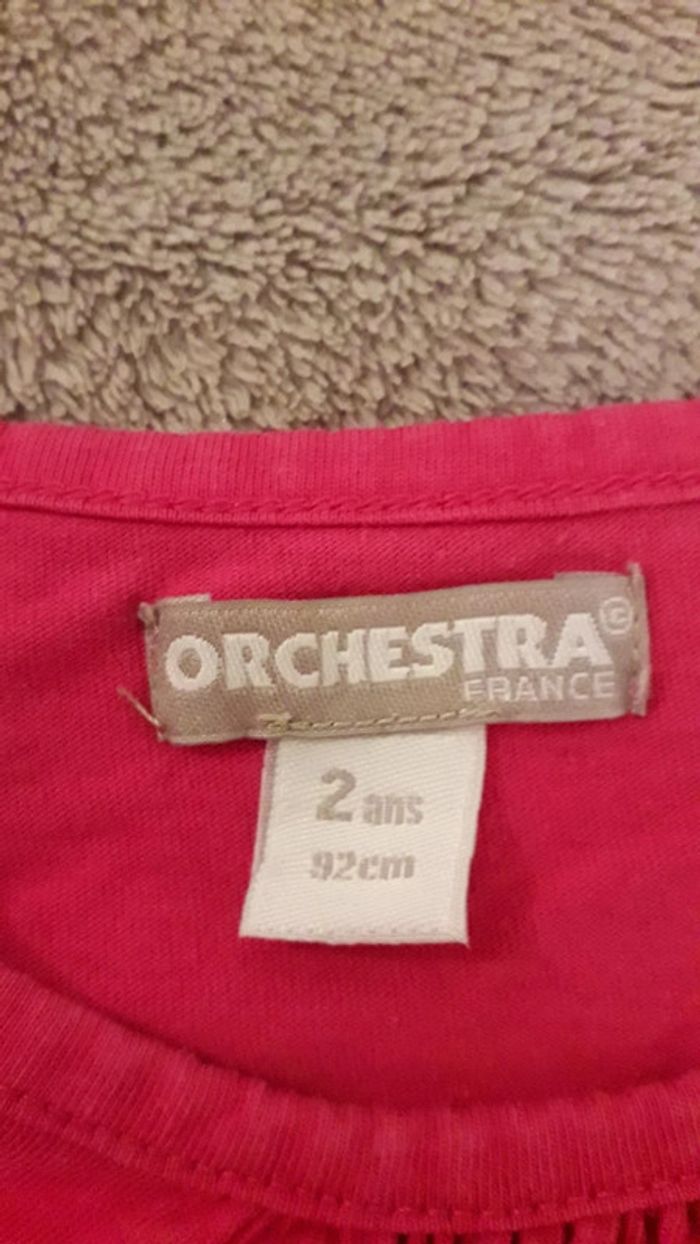 ORCHESTRA©
FRANCE
2 ans
92cm